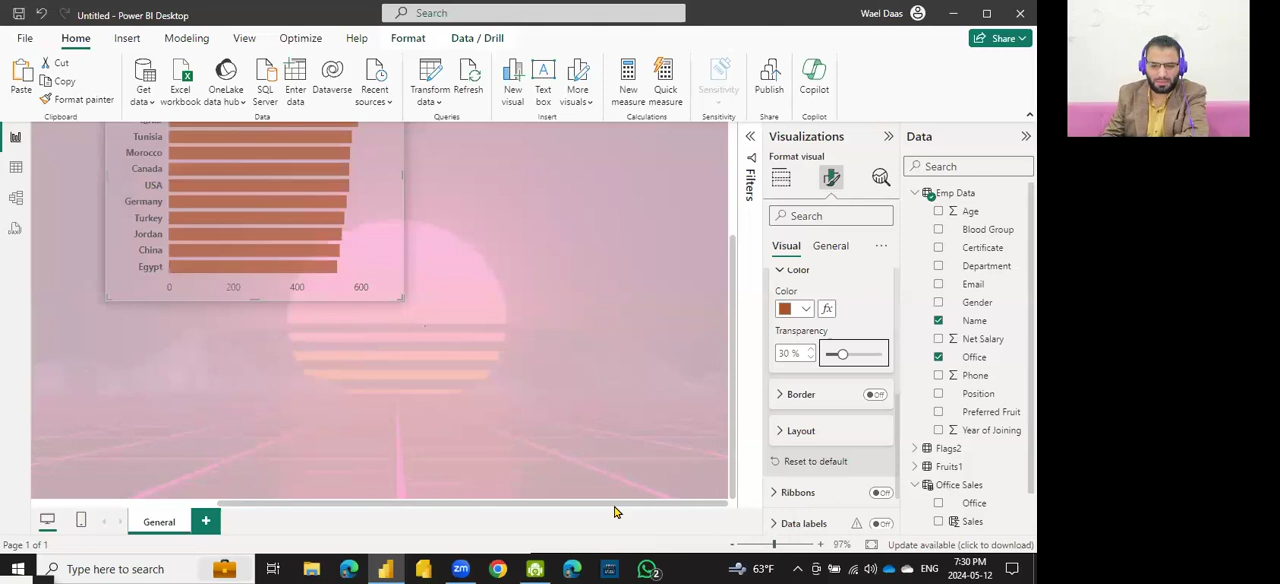 Untitled - Power BI Desktop
Search
Wael Daas
File Home Insert Modeling View Optimize Help Format Data / Drill
Share
Paste
Cut
Copy
Format painter
Get data
Excel workbook
OneLake data hub
SQL Server
Enter data
Dataverse
Recent sources
Transform data
Refresh
New visual
Text box
More visuals
New measure
Quick measure
Sensitivity
Publish
Copilot
Clipboard
Data
Queries
Insert
Calculations
Sensitivity
Share
Copilot
Tunisia
Morocco
Canada
USA
Germany
Turkey
Jordan
China
Egypt
0 200 400 600
Filters
Visualizations
Format visual
Search
Visual General ...
Color
Color
fx
Transparency
30 %
Border Off
Layout
Reset to default
Ribbons Off
Data labels Off
Data
Search
Emp Data
Age
Blood Group
Certificate
Department
Email
Gender
Name
Net Salary
Office
Phone
Position
Preferred Fruit
Year of Joining
Flags2
Fruits1
Office Sales
Office
Sales
General
Page 1 of 1
97%
Update available (click to download)
Type here to search
zm
2
63°F
ENG
7:30 PM
2024-05-12